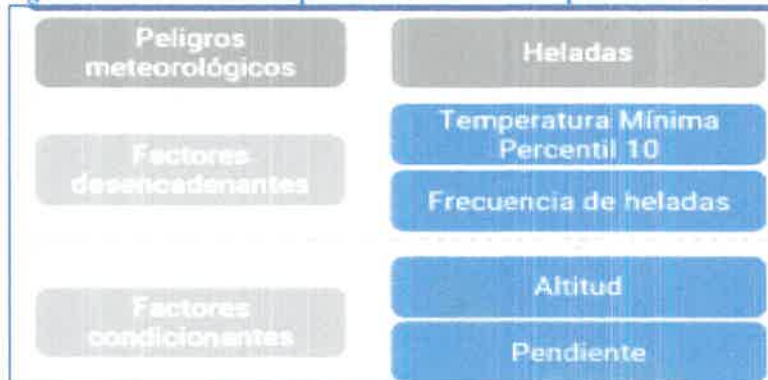 Peligros
meteorológicos
Heladas
Factores
desencadenantes
Temperatura Mínima
Percentil 10
Frecuencia de heladas
Factores
condicionantes
Altitud
Pendiente